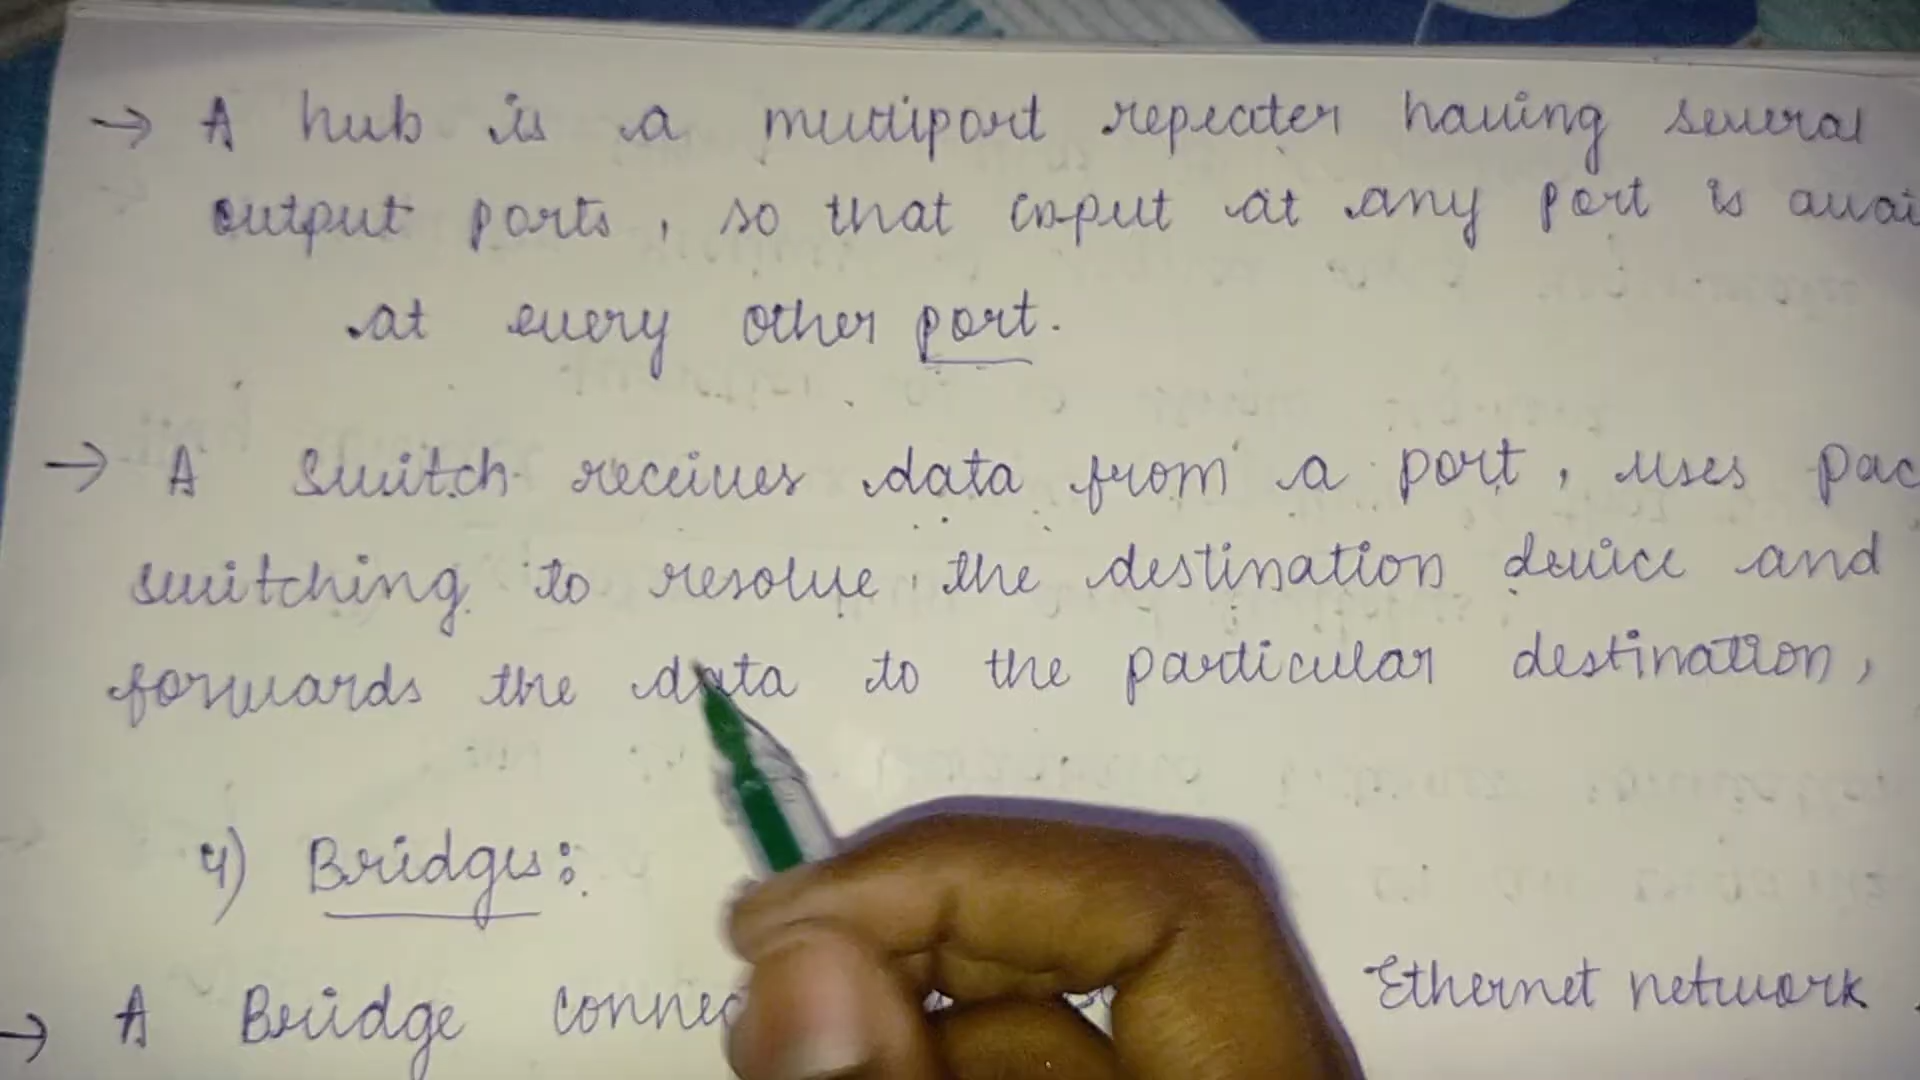 → A hub is a multiport repeater having several
output ports, so that input at any port is avai
at every other port.
→ A Switch receives data from a port, uses pac
switching to resolve the destination device and
forwards the data to the particular destination,
4) Bridges:
→ A Bridge connec Ethernet network.